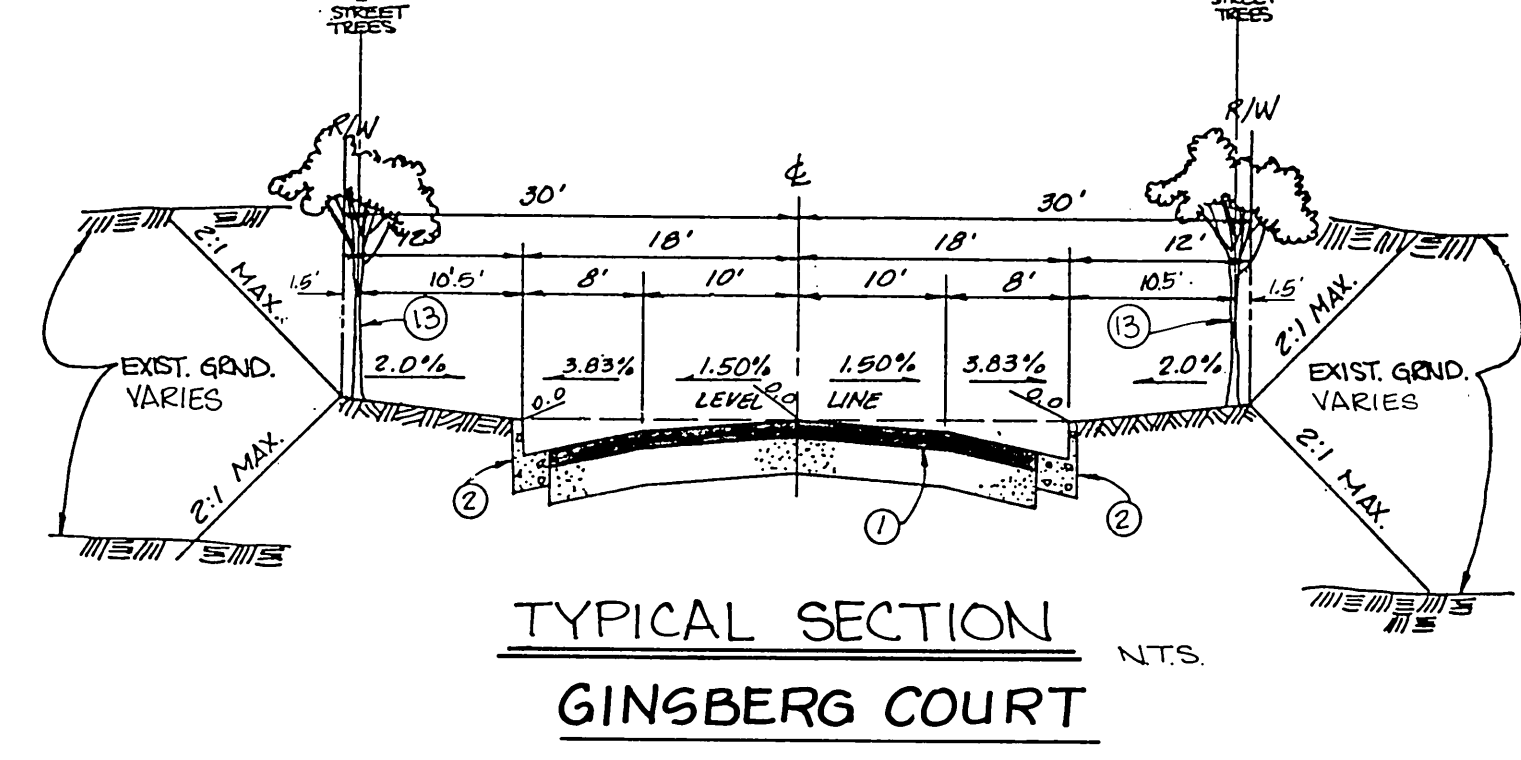 STREET
TREES
STREET
TREES
R/W
R/W
℄
30'
30'
12'
18'
18'
12'
1.5'
10'.5'
8'
10'
10'
8'
10.5'
1.5'
2:1 MAX.
2:1 MAX.
13
13
EXIST. GRND.
VARIES
2.0%
3.83%
1.50%
1.50%
3.83%
2.0%
EXIST. GRND.
VARIES
0.0
LEVEL
0.0
LINE
0.0
2:1 MAX.
2:1 MAX.
2
1
2
TYPICAL SECTION
N.T.S.
GINSBERG COURT